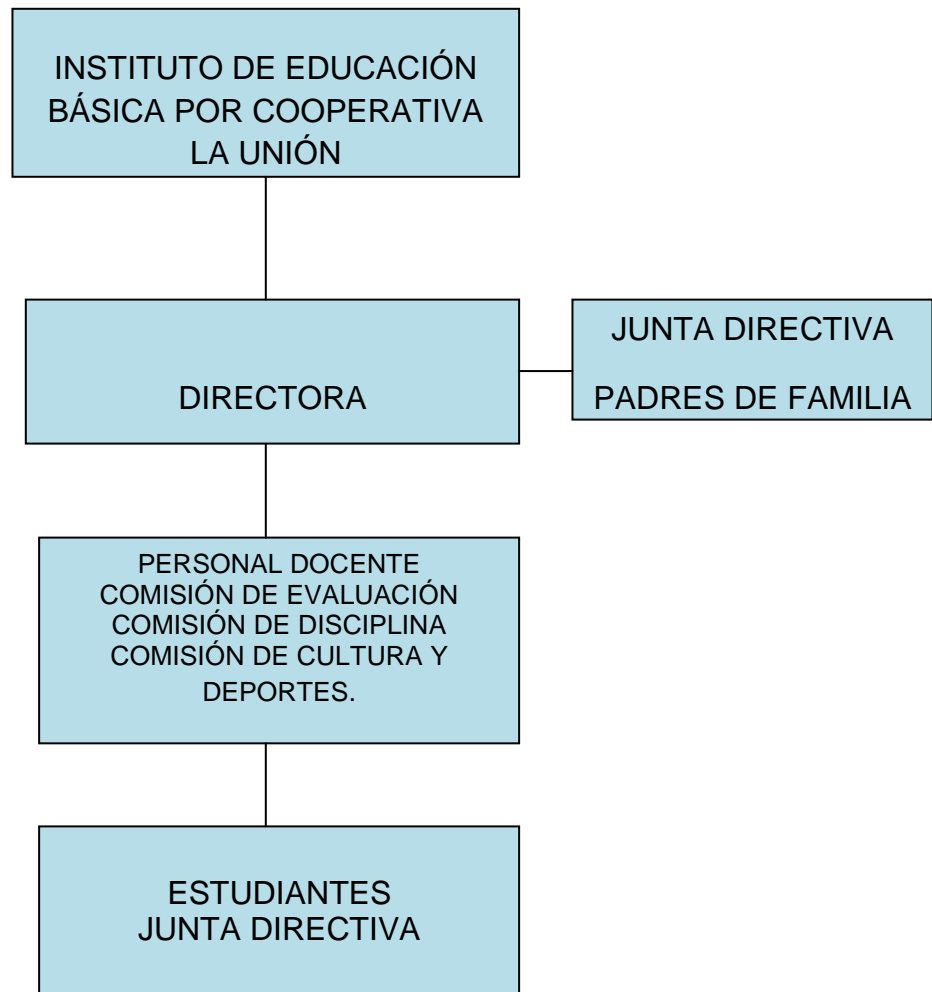 INSTITUTO DE EDUCACIÓN
BÁSICA POR COOPERATIVA
LA UNIÓN
DIRECTORA
JUNTA DIRECTIVA
PADRES DE FAMILIA
PERSONAL DOCENTE
COMISIÓN DE EVALUACIÓN
COMISIÓN DE DISCIPLINA
COMISIÓN DE CULTURA Y
DEPORTES.
ESTUDIANTES
JUNTA DIRECTIVA